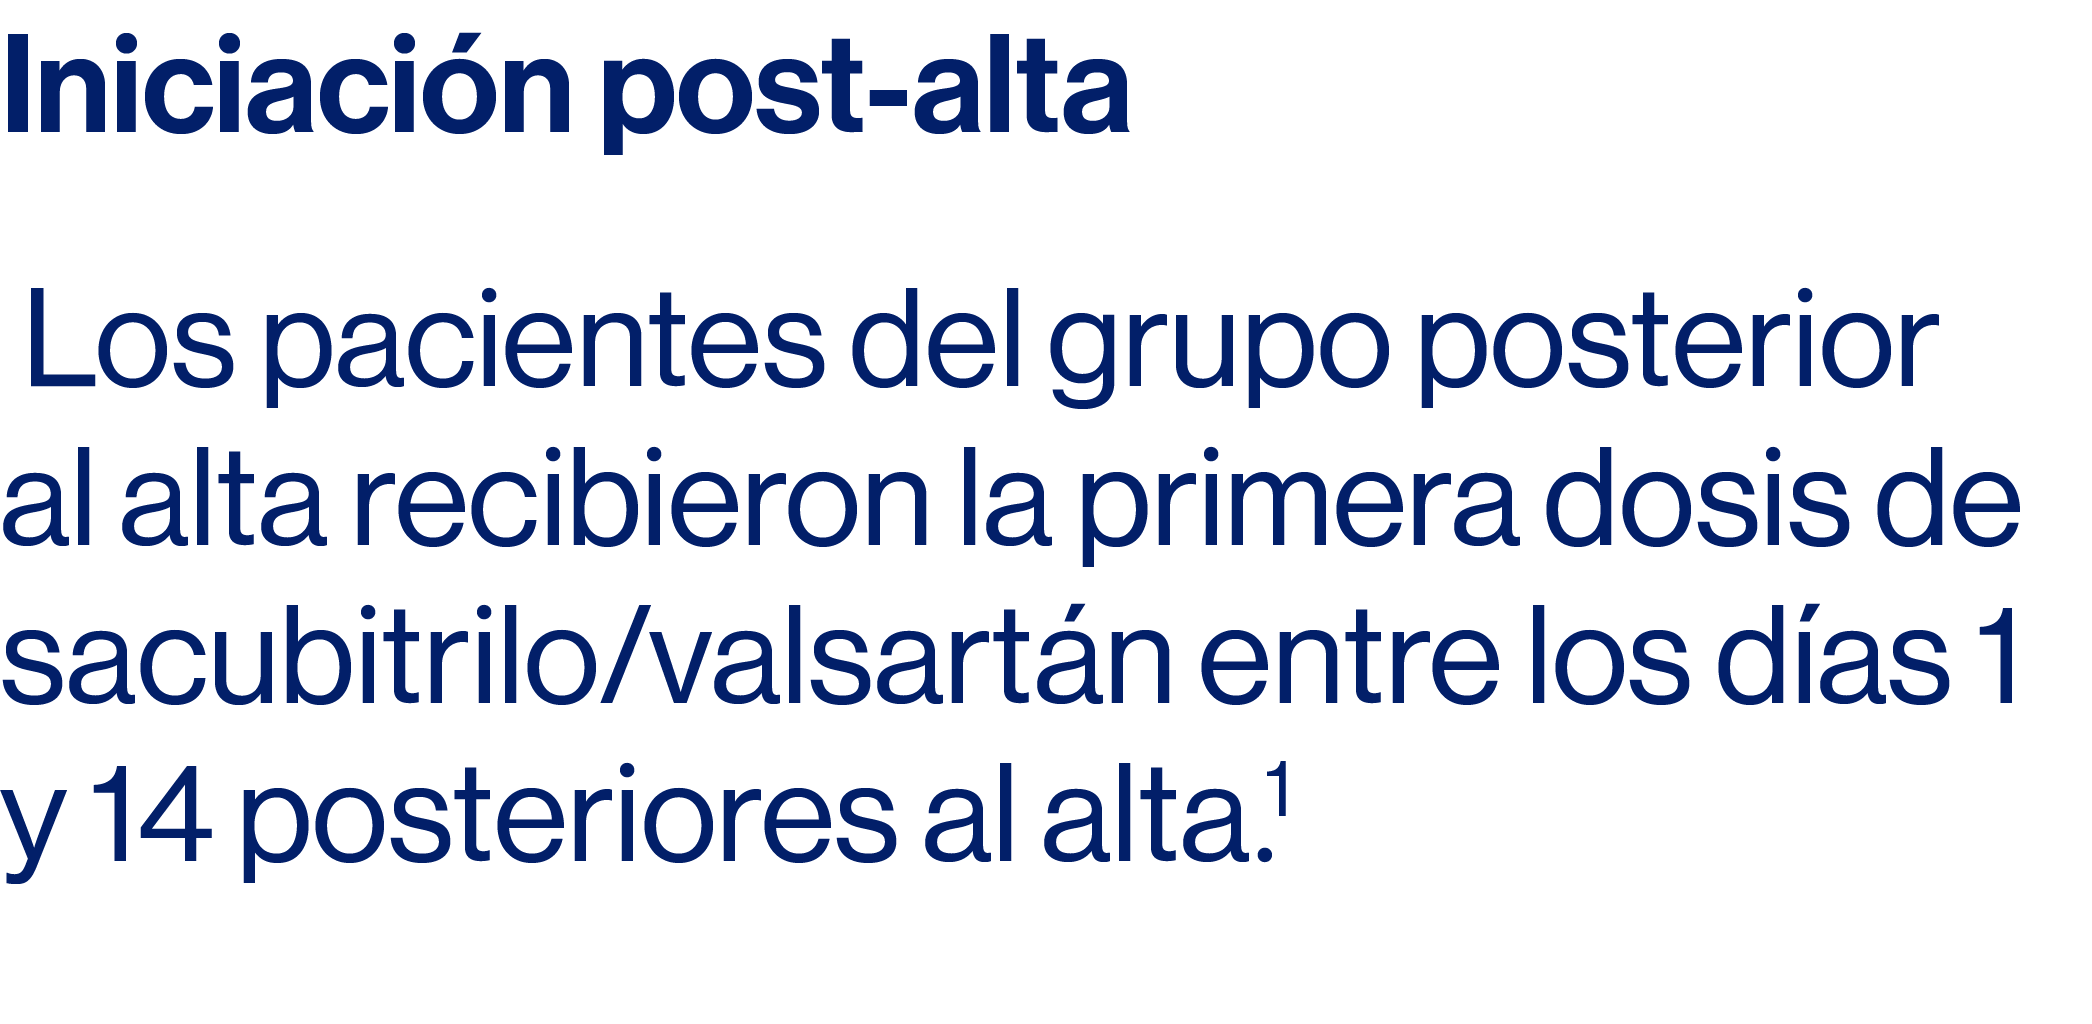 Iniciación post-alta
Los pacientes del grupo posterior
al alta recibieron la primera dosis de
sacubitrilo/valsartán entre los días 1
y 14 posteriores al alta.¹